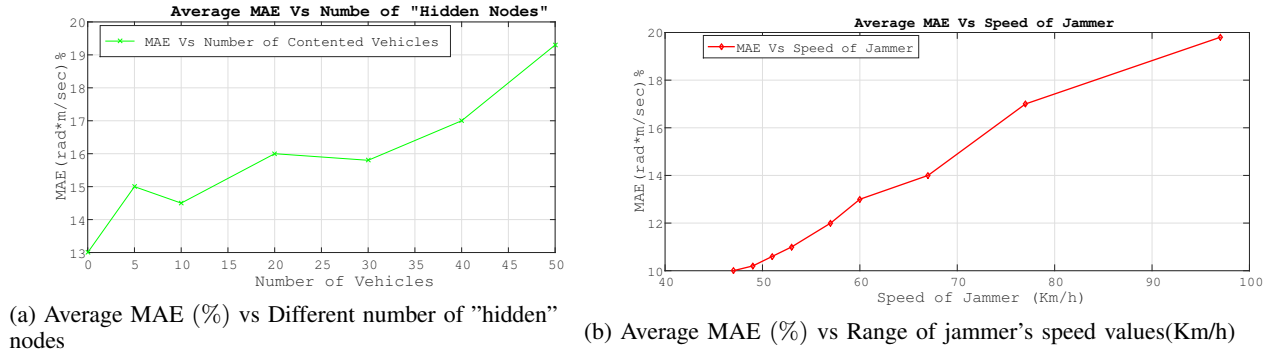 Average MAE Vs Numbe of "Hidden Nodes"
MAE Vs Number of Contented Vehicles
MAE(rad*m/sec)%
20
19
18
17
16
15
14
13
0 5 10 15 20 25 30 35 40 45 50
Number of Vehicles
(a) Average MAE (%) vs Different number of ”hidden”
nodes
Average MAE Vs Speed of Jammer
MAE Vs Speed of Jammer
MAE(rad*m/sec)%
20
18
16
14
12
10
40 50 60 70 80 90 100
Speed of Jammer (Km/h)
(b) Average MAE (%) vs Range of jammer's speed values(Km/h)